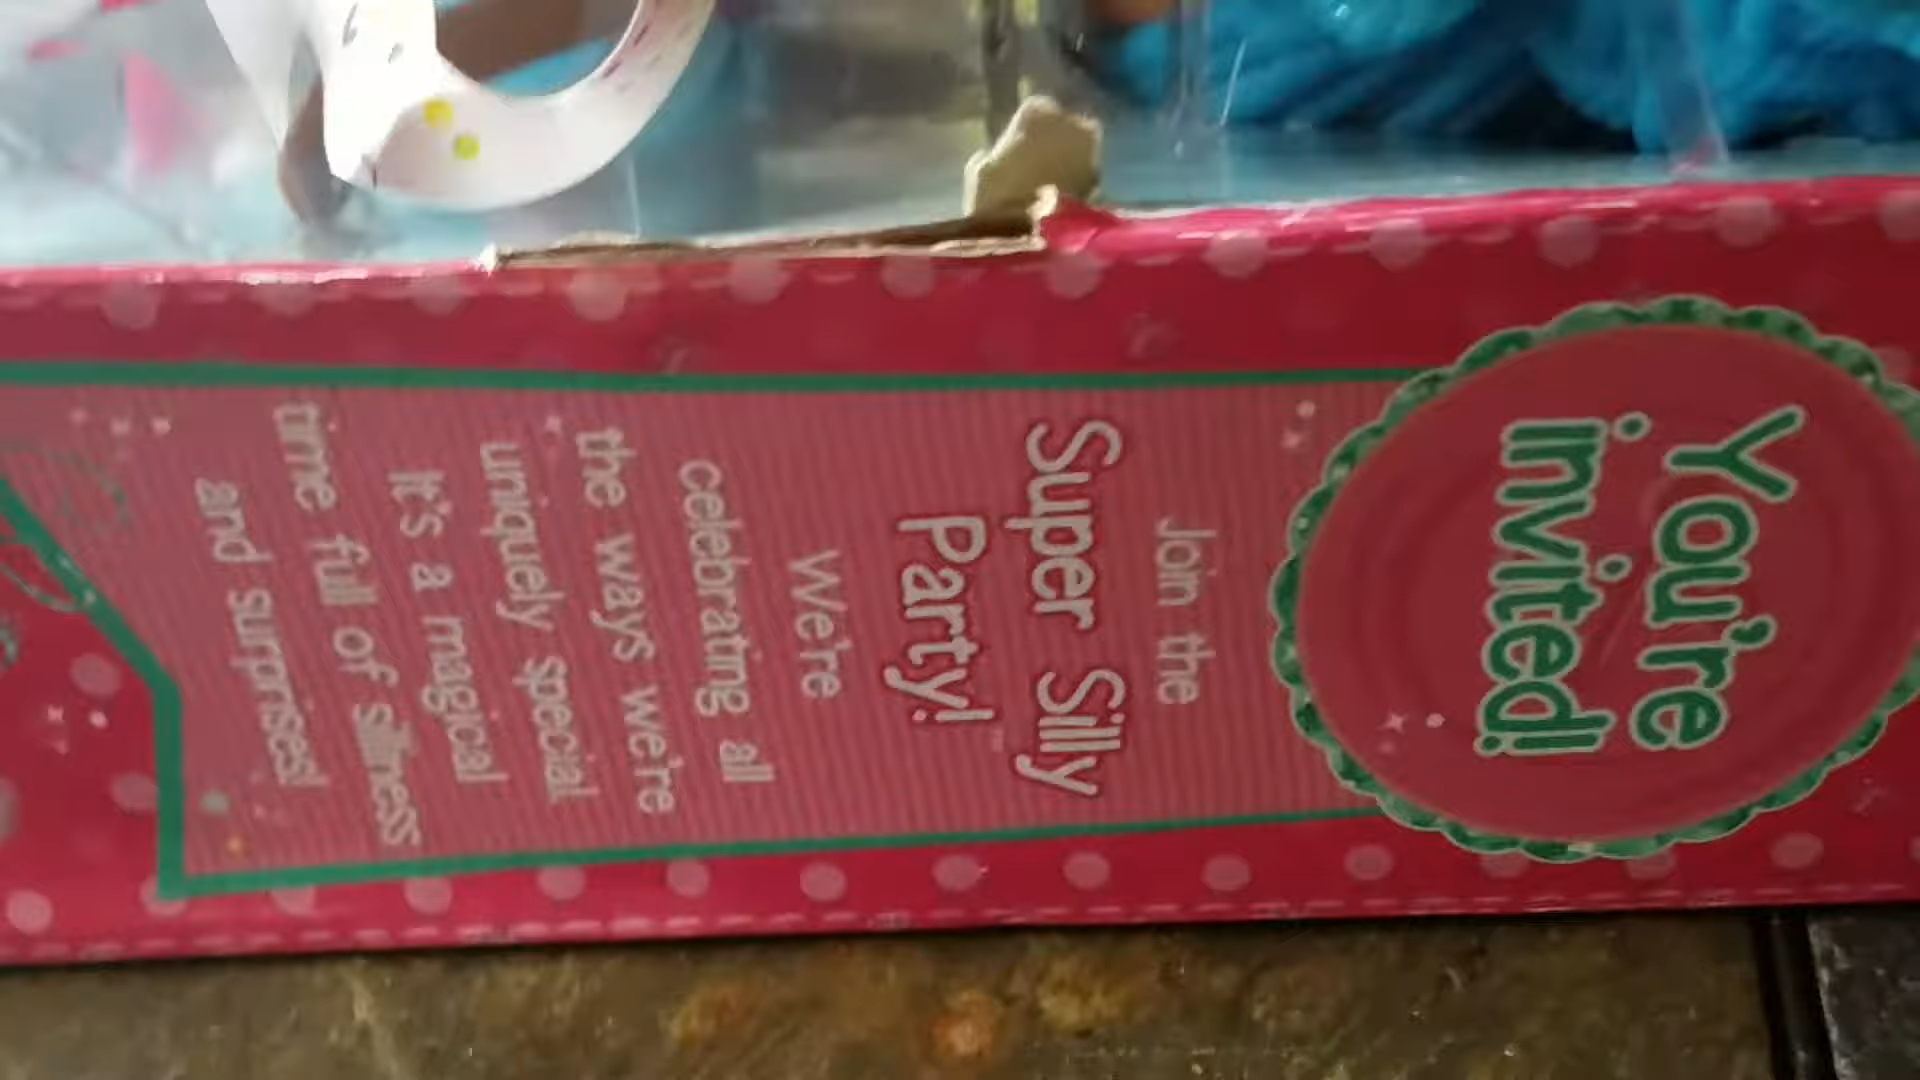 You're
invited!
Join the
Super Silly
Party!
We're
celebrating all
the ways we're
uniquely special.
It's a magical
time full of silliness
and surprises!